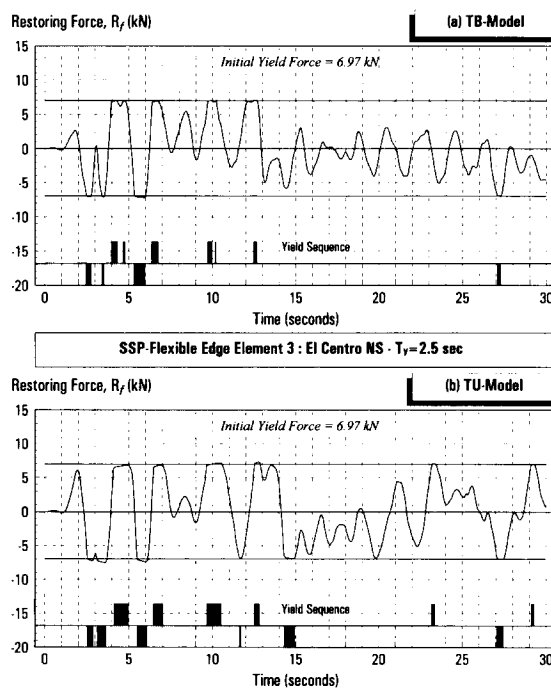 Restoring Force, Rf (kN)
(a) TB-Model
15
Initial Yield Force = 6.97 kN
10
5
0
-5
-10
-15
Yield Sequence
-20
0 5 10 15 20 25 30
Time (seconds)
SSP-Flexible Edge Element 3 : El Centro NS - Ty=2.5 sec
Restoring Force, Rf (kN)
(b) TU-Model
15
Initial Yield Force = 6.97 kN
10
5
0
-5
-10
-15
Yield Sequence
-20
0 5 10 15 20 25 30
Time (seconds)